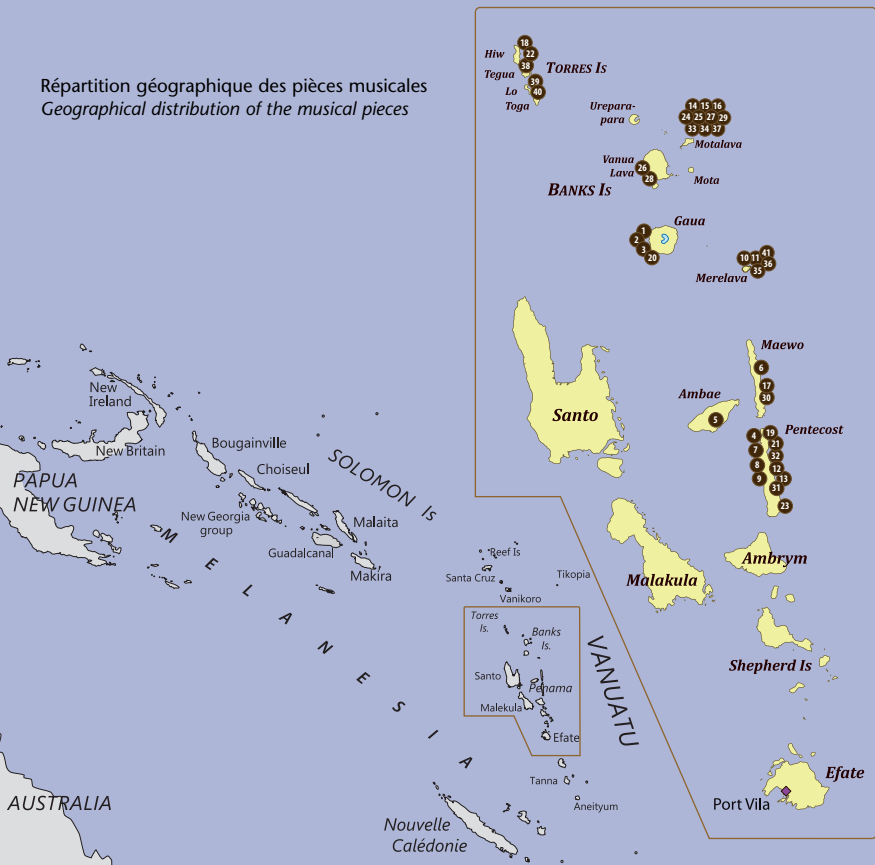 Répartition géographique des pièces musicales
Geographical distribution of the musical pieces
18
Hiw
22
38
TORRES IS
Tegua
39
Lo
40
Toga
Urepara-
para
14 15 16
24 25 27 29
33 34 37
Motalava
Vanua
Lava
26
28
Mota
BANKS IS
Gaua
1
2
3
20
10 11 41
36
35
Merelava
Maewo
6
17
30
Ambae
5
Santo
Pentecost
4 19
21
7
32
8
12
9
13
31
23
Ambrym
Malakula
Shepherd Is
Efate
Port Vila
New
Ireland
New Britain
PAPUA
NEW GUINEA
Bougainville
Choiseul
SOLOMON Is
New Georgia
group
Malaita
Guadalcanal
Makira
MELANESIA
Reef Is
Santa Cruz
Tikopia
Vanikoro
Torres
Is.
Banks
Is.
Santo
Penama
Malekula
Efate
VANUATU
Tanna
Aneityum
AUSTRALIA
Nouvelle
Calédonie